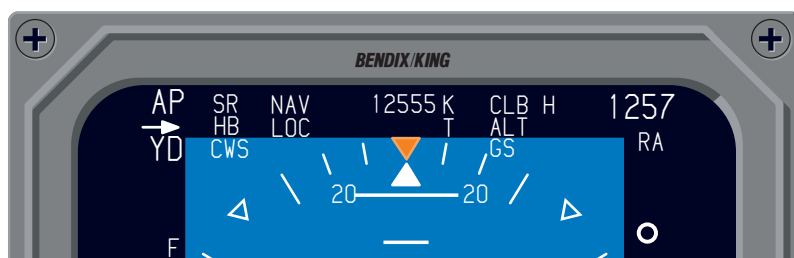 BENDIX/KING
AP SR NAV 12555 K CLB H 1257
HB LOC T ALT
YD CWS GS RA
20 20
F